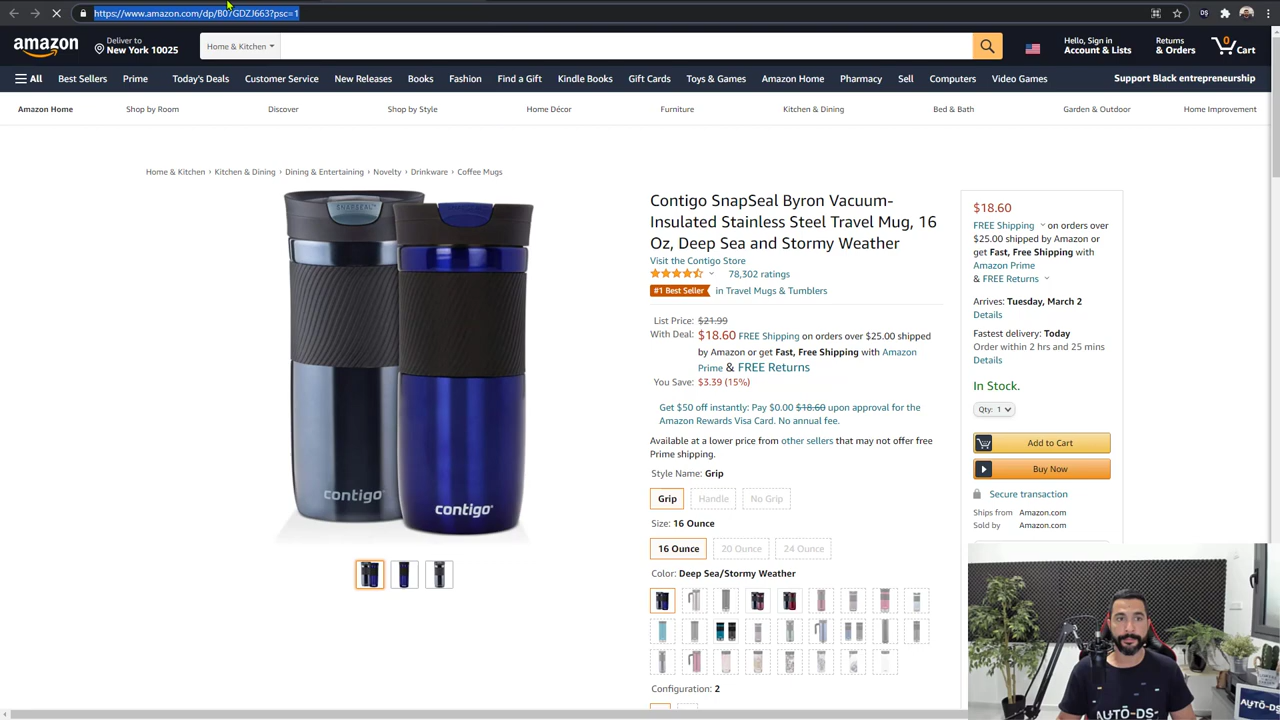 https://www.amazon.com/dp/B07GDZJ663?psc=1
amazon
Deliver to
New York 10025
Home & Kitchen
Hello, Sign in
Account & Lists
Returns
& Orders
0
Cart
All
Best Sellers
Prime
Today's Deals
Customer Service
New Releases
Books
Fashion
Find a Gift
Kindle Books
Gift Cards
Toys & Games
Amazon Home
Pharmacy
Sell
Computers
Video Games
Support Black entrepreneurship
Amazon Home
Shop by Room
Discover
Shop by Style
Home Décor
Furniture
Kitchen & Dining
Bed & Bath
Garden & Outdoor
Home Improvement
Home & Kitchen › Kitchen & Dining › Dining & Entertaining › Novelty › Drinkware › Coffee Mugs
SNAPSEAL
contigo
contigo
Contigo SnapSeal Byron Vacuum-
Insulated Stainless Steel Travel Mug, 16
Oz, Deep Sea and Stormy Weather
Visit the Contigo Store
78,302 ratings
#1 Best Seller in Travel Mugs & Tumblers
List Price: $21.99
With Deal: $18.60 FREE Shipping on orders over $25.00 shipped
by Amazon or get Fast, Free Shipping with Amazon
Prime & FREE Returns
You Save: $3.39 (15%)
Get $50 off instantly: Pay $0.00 $18.60 upon approval for the
Amazon Rewards Visa Card. No annual fee.
Available at a lower price from other sellers that may not offer free
Prime shipping.
Style Name: Grip
Grip
Handle
No Grip
Size: 16 Ounce
16 Ounce
20 Ounce
24 Ounce
Color: Deep Sea/Stormy Weather
Configuration: 2
$18.60
FREE Shipping on orders over
$25.00 shipped by Amazon or
get Fast, Free Shipping with
Amazon Prime
& FREE Returns
Arrives: Tuesday, March 2
Details
Fastest delivery: Today
Order within 2 hrs and 25 mins
Details
In Stock.
Qty: 1
Add to Cart
Buy Now
Secure transaction
Ships from Amazon.com
Sold by Amazon.com
AUTO-DS
AUTO-DS